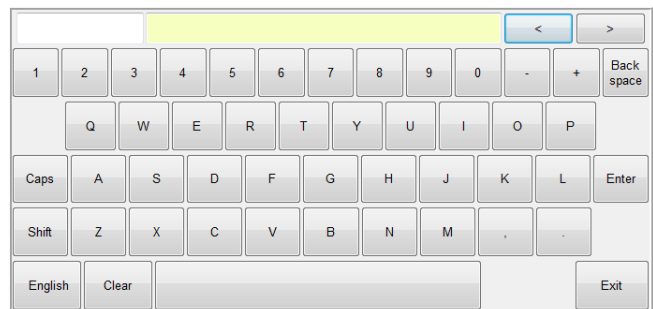 < >
1 2 3 4 5 6 7 8 9 0 - + Back space
Q W E R T Y U I O P
Caps A S D F G H J K L Enter
Shift Z X C V B N M , .
English Clear Exit